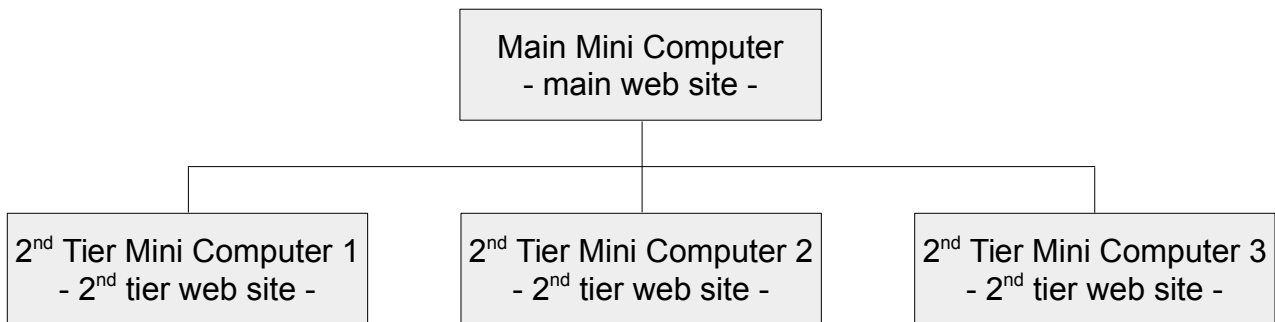 Main Mini Computer
- main web site -
2nd Tier Mini Computer 1
- 2nd tier web site -
2nd Tier Mini Computer 2
- 2nd tier web site -
2nd Tier Mini Computer 3
- 2nd tier web site -